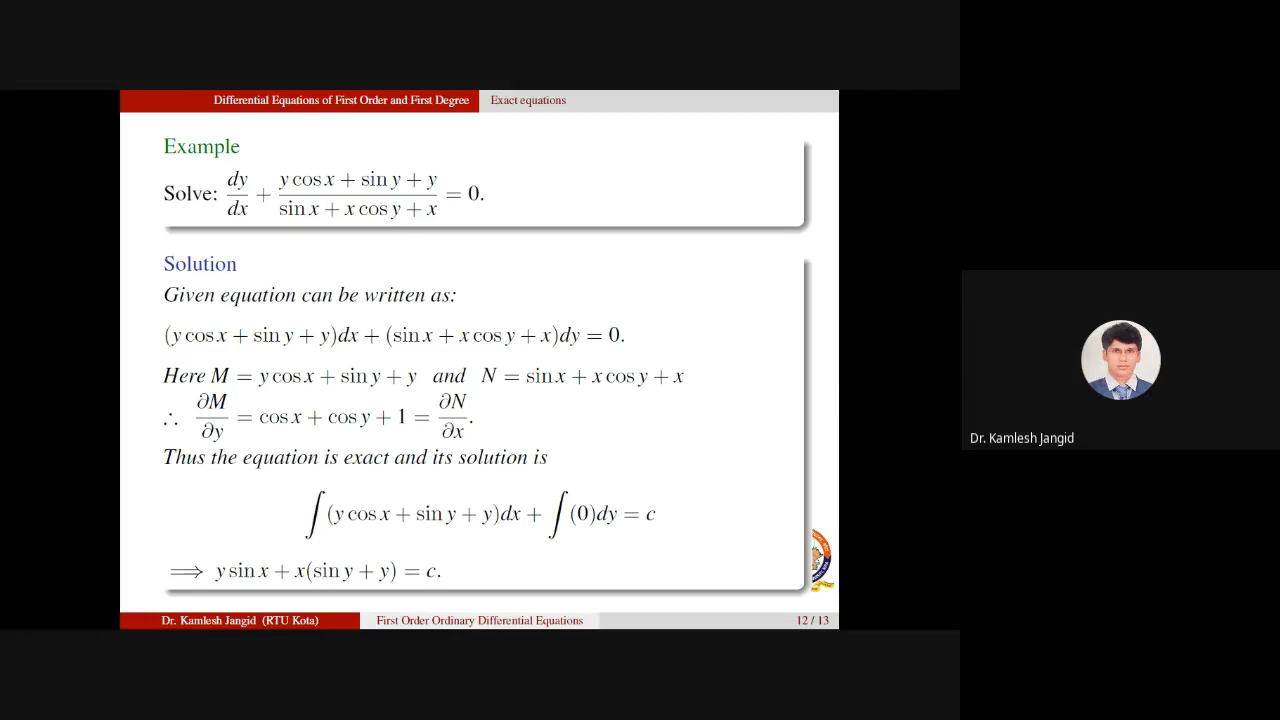 Differential Equations of First Order and First Degree Exact equations
Example
Solve: dy/dx + (y cos x + sin y + y)/(sin x + x cos y + x) = 0.
Solution
Given equation can be written as:
(y cos x + sin y + y)dx + (sin x + x cos y + x)dy = 0.
Here M = y cos x + sin y + y and N = sin x + x cos y + x
∴ ∂M/∂y = cos x + cos y + 1 = ∂N/∂x.
Thus the equation is exact and its solution is
∫(y cos x + sin y + y)dx + ∫(0)dy = c
⟹ y sin x + x(sin y + y) = c.
Dr. Kamlesh Jangid (RTU Kota) First Order Ordinary Differential Equations 12 / 13
Dr. Kamlesh Jangid